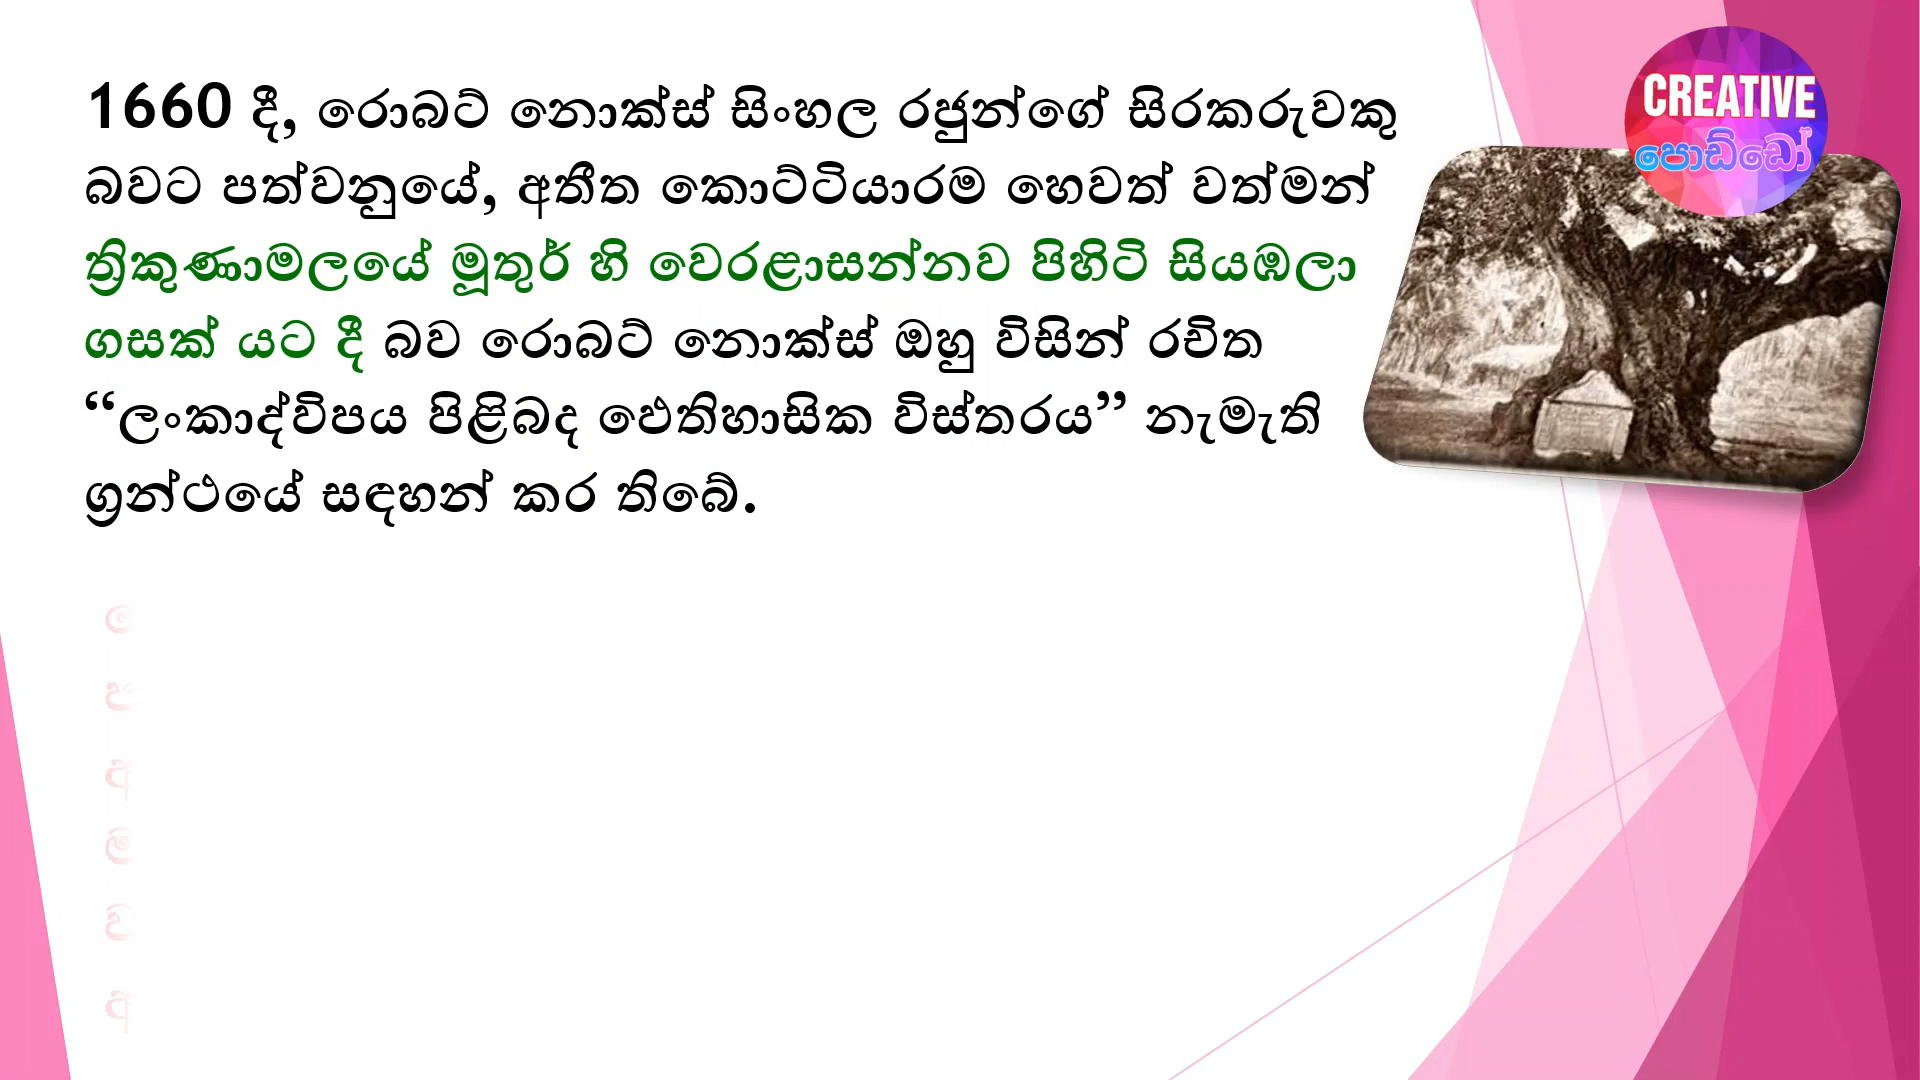 1660 දී, රොබට් නොක්ස් සිංහල රජුන්ගේ සිරකරුවකු
බවට පත්වනුයේ, අතීත කොට්ටියාරම හෙවත් වත්මන්
ත්‍රිකුණාමලයේ මූතුර් හි වෙරළාසන්නව පිහිටි සියඹලා
ගසක් යට දී බව රොබට් නොක්ස් ඔහු විසින් රචිත
“ලංකාද්විපය පිළිබද ඓතිහාසික විස්තරය” නැමැති
ග්‍රන්ථයේ සඳහන් කර තිබේ.
CREATIVE
පොඩ්ඩෝ